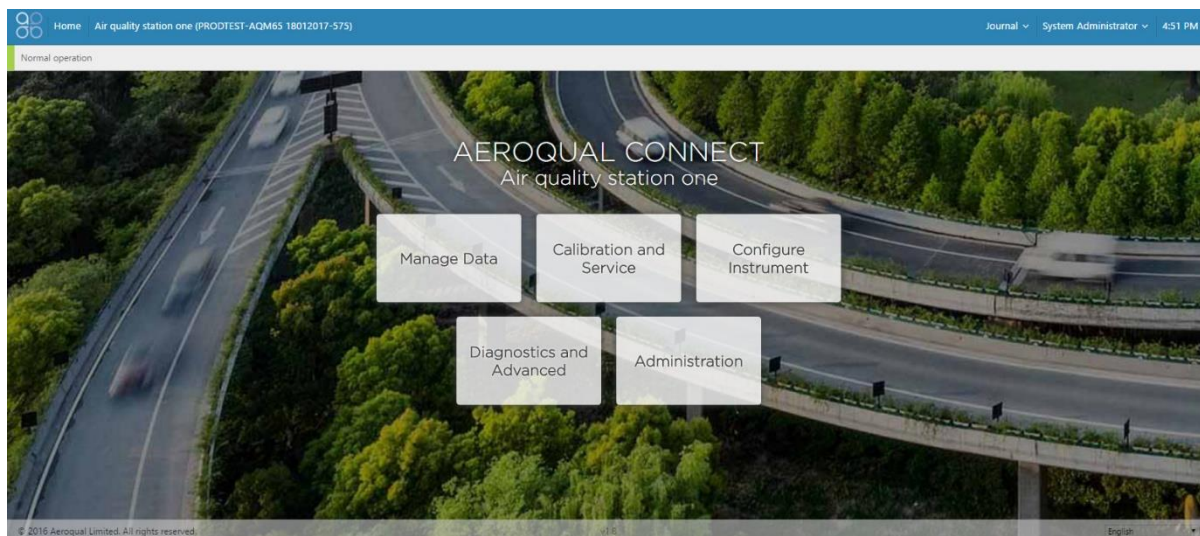 Home Air quality station one (PRODTEST-AQM65 18012017-575) Journal System Administrator 4:51 PM
Normal operation
AEROQUAL CONNECT
Air quality station one
Manage Data
Calibration and
Service
Configure
Instrument
Diagnostics and
Advanced
Administration
© 2016 Aeroqual Limited. All rights reserved. v1.6 English